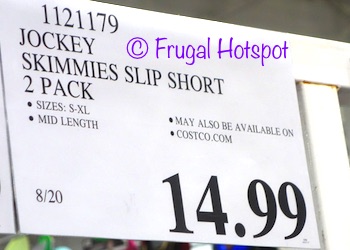 1121179
JOCKEY
© Frugal Hotspot
SKIMMIES SLIP SHORT
2 PACK
• SIZES: S-XL
• MID LENGTH
• MAY ALSO BE AVAILABLE ON
• COSTCO.COM
8/20
14.99